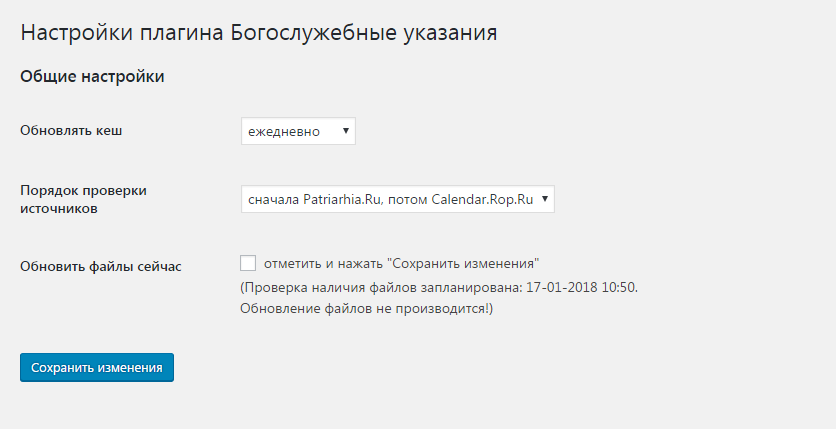 Настройки плагина Богослужебные указания
Общие настройки
Обновлять кеш
ежедневно
Порядок проверки
источников
сначала Patriarhia.Ru, потом Calendar.Rop.Ru
Обновить файлы сейчас
отметить и нажать "Сохранить изменения"
(Проверка наличия файлов запланирована: 17-01-2018 10:50.
Обновление файлов не производится!)
Сохранить изменения